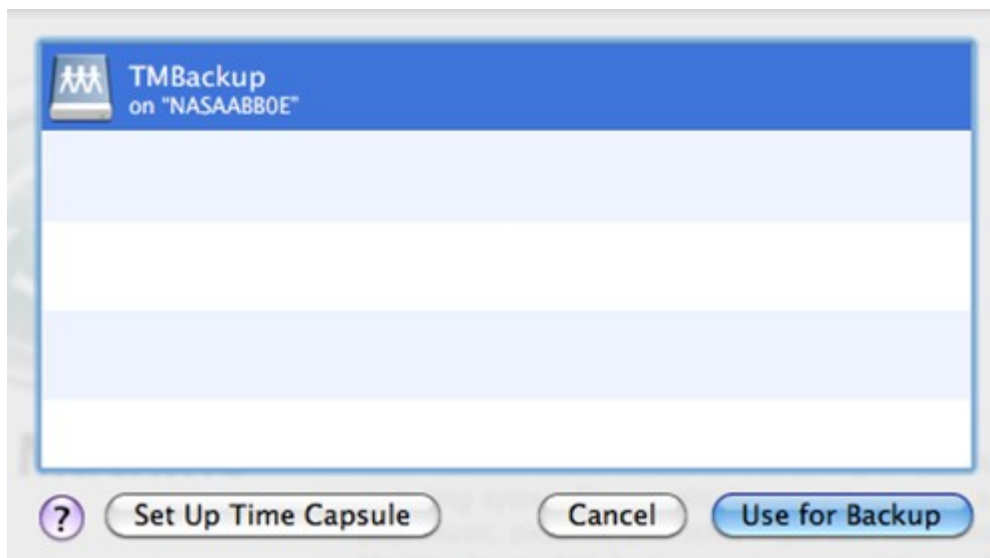 TMBackup
on "NASAABB0E"
?
Set Up Time Capsule
Cancel
Use for Backup